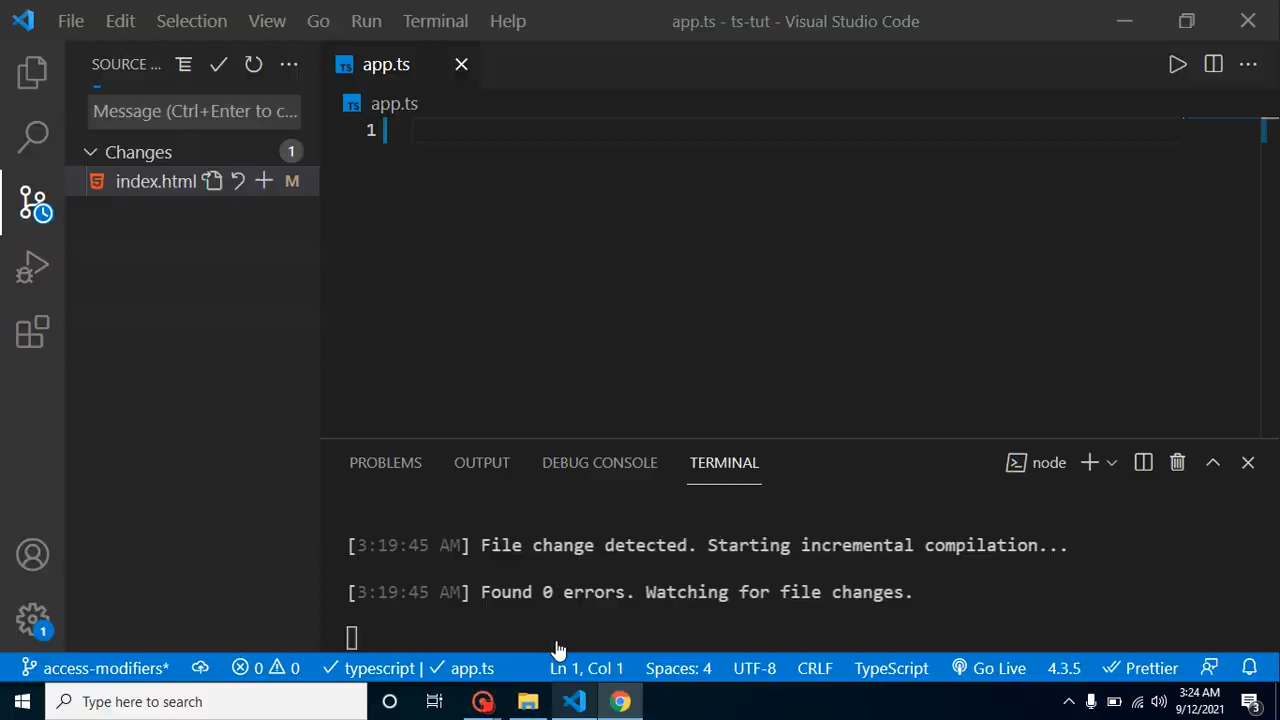 File Edit Selection View Go Run Terminal Help
app.ts - ts-tut - Visual Studio Code
SOURCE ...
TS app.ts
Message (Ctrl+Enter to c...
TS app.ts
1
Changes 1
index.html M
PROBLEMS OUTPUT DEBUG CONSOLE TERMINAL
node
[3:19:45 AM] File change detected. Starting incremental compilation...
[3:19:45 AM] Found 0 errors. Watching for file changes.
1
access-modifiers* 0 0 typescript | app.ts Ln 1, Col 1 Spaces: 4 UTF-8 CRLF TypeScript Go Live 4.3.5 Prettier
Type here to search
3:24 AM
9/12/2021
3